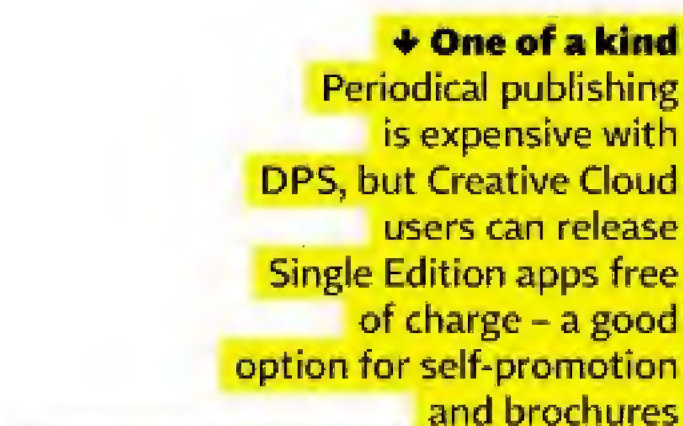 ↓ One of a kind
Periodical publishing
is expensive with
DPS, but Creative Cloud
users can release
Single Edition apps free
of charge – a good
option for self-promotion
and brochures